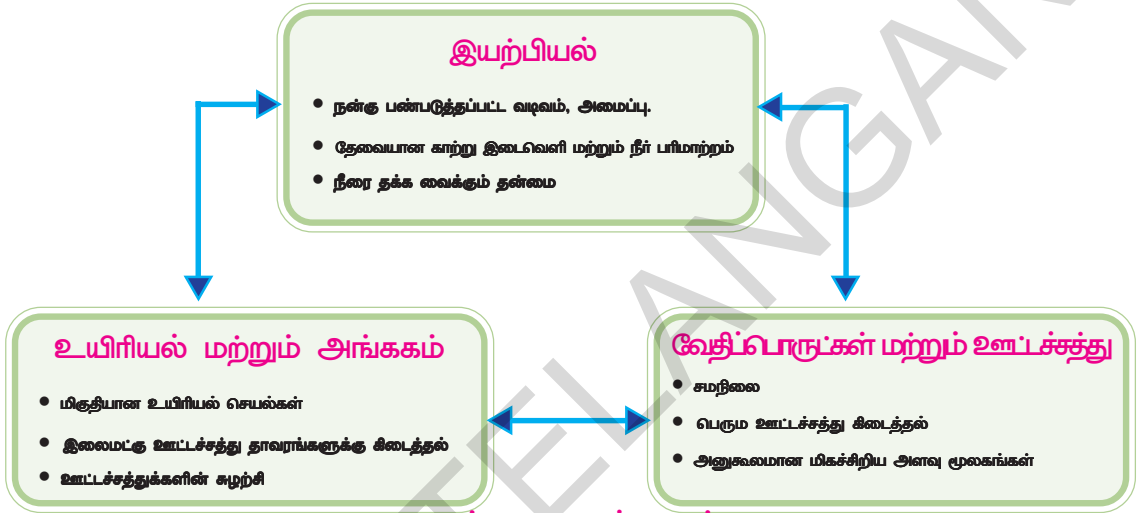 இயற்பியல்
• நன்கு பண்படுத்தப்பட்ட வடிவம், அமைப்பு.
• தேவையான காற்று இடைவெளி மற்றும் நீர் பரிமாற்றம்
• நீரை தக்க வைக்கும் தன்மை
உயிரியல் மற்றும் அங்ககம்
• மிகுதியான உயிரியல் செயல்கள்
• இலைமட்கு ஊட்டச்சத்து தாவரங்களுக்கு கிடைத்தல்
• ஊட்டச்சத்துக்களின் சுழற்சி
வேதிப்பொருட்கள் மற்றும் ஊட்டச்சத்து
• சமநிலை
• பெரும ஊட்டச்சத்து கிடைத்தல்
• அனுகூலமான மிகச்சிறிய அளவு மூலகங்கள்